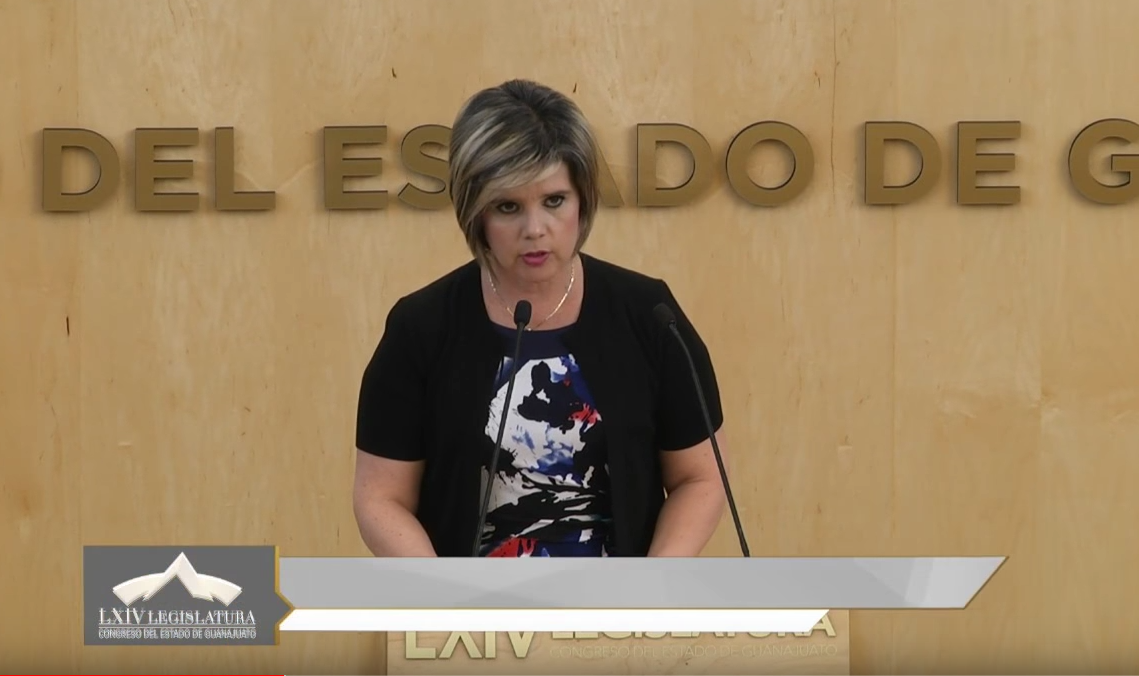 DEL ESTADO DE G
LXIV LEGISLATURA
CONGRESO DEL ESTADO DE GUANAJUATO
LXIV LEGISLATURA
CONGRESO DEL ESTADO DE GUANAJUATO